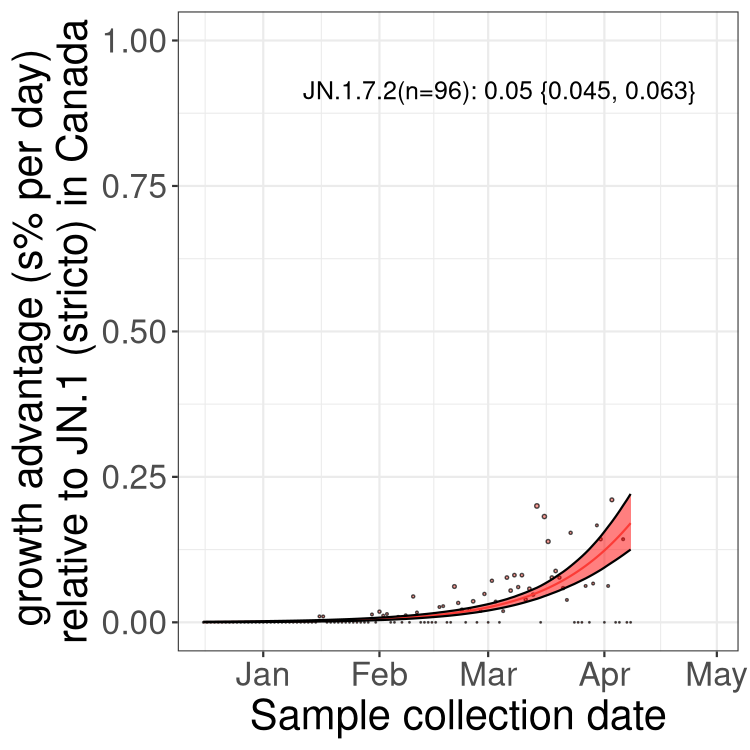 growth advantage (s% per day)
relative to JN.1 (stricto) in Canada
1.00
0.75
0.50
0.25
0.00
JN.1.7.2(n=96): 0.05 {0.045, 0.063}
Jan Feb Mar Apr May
Sample collection date